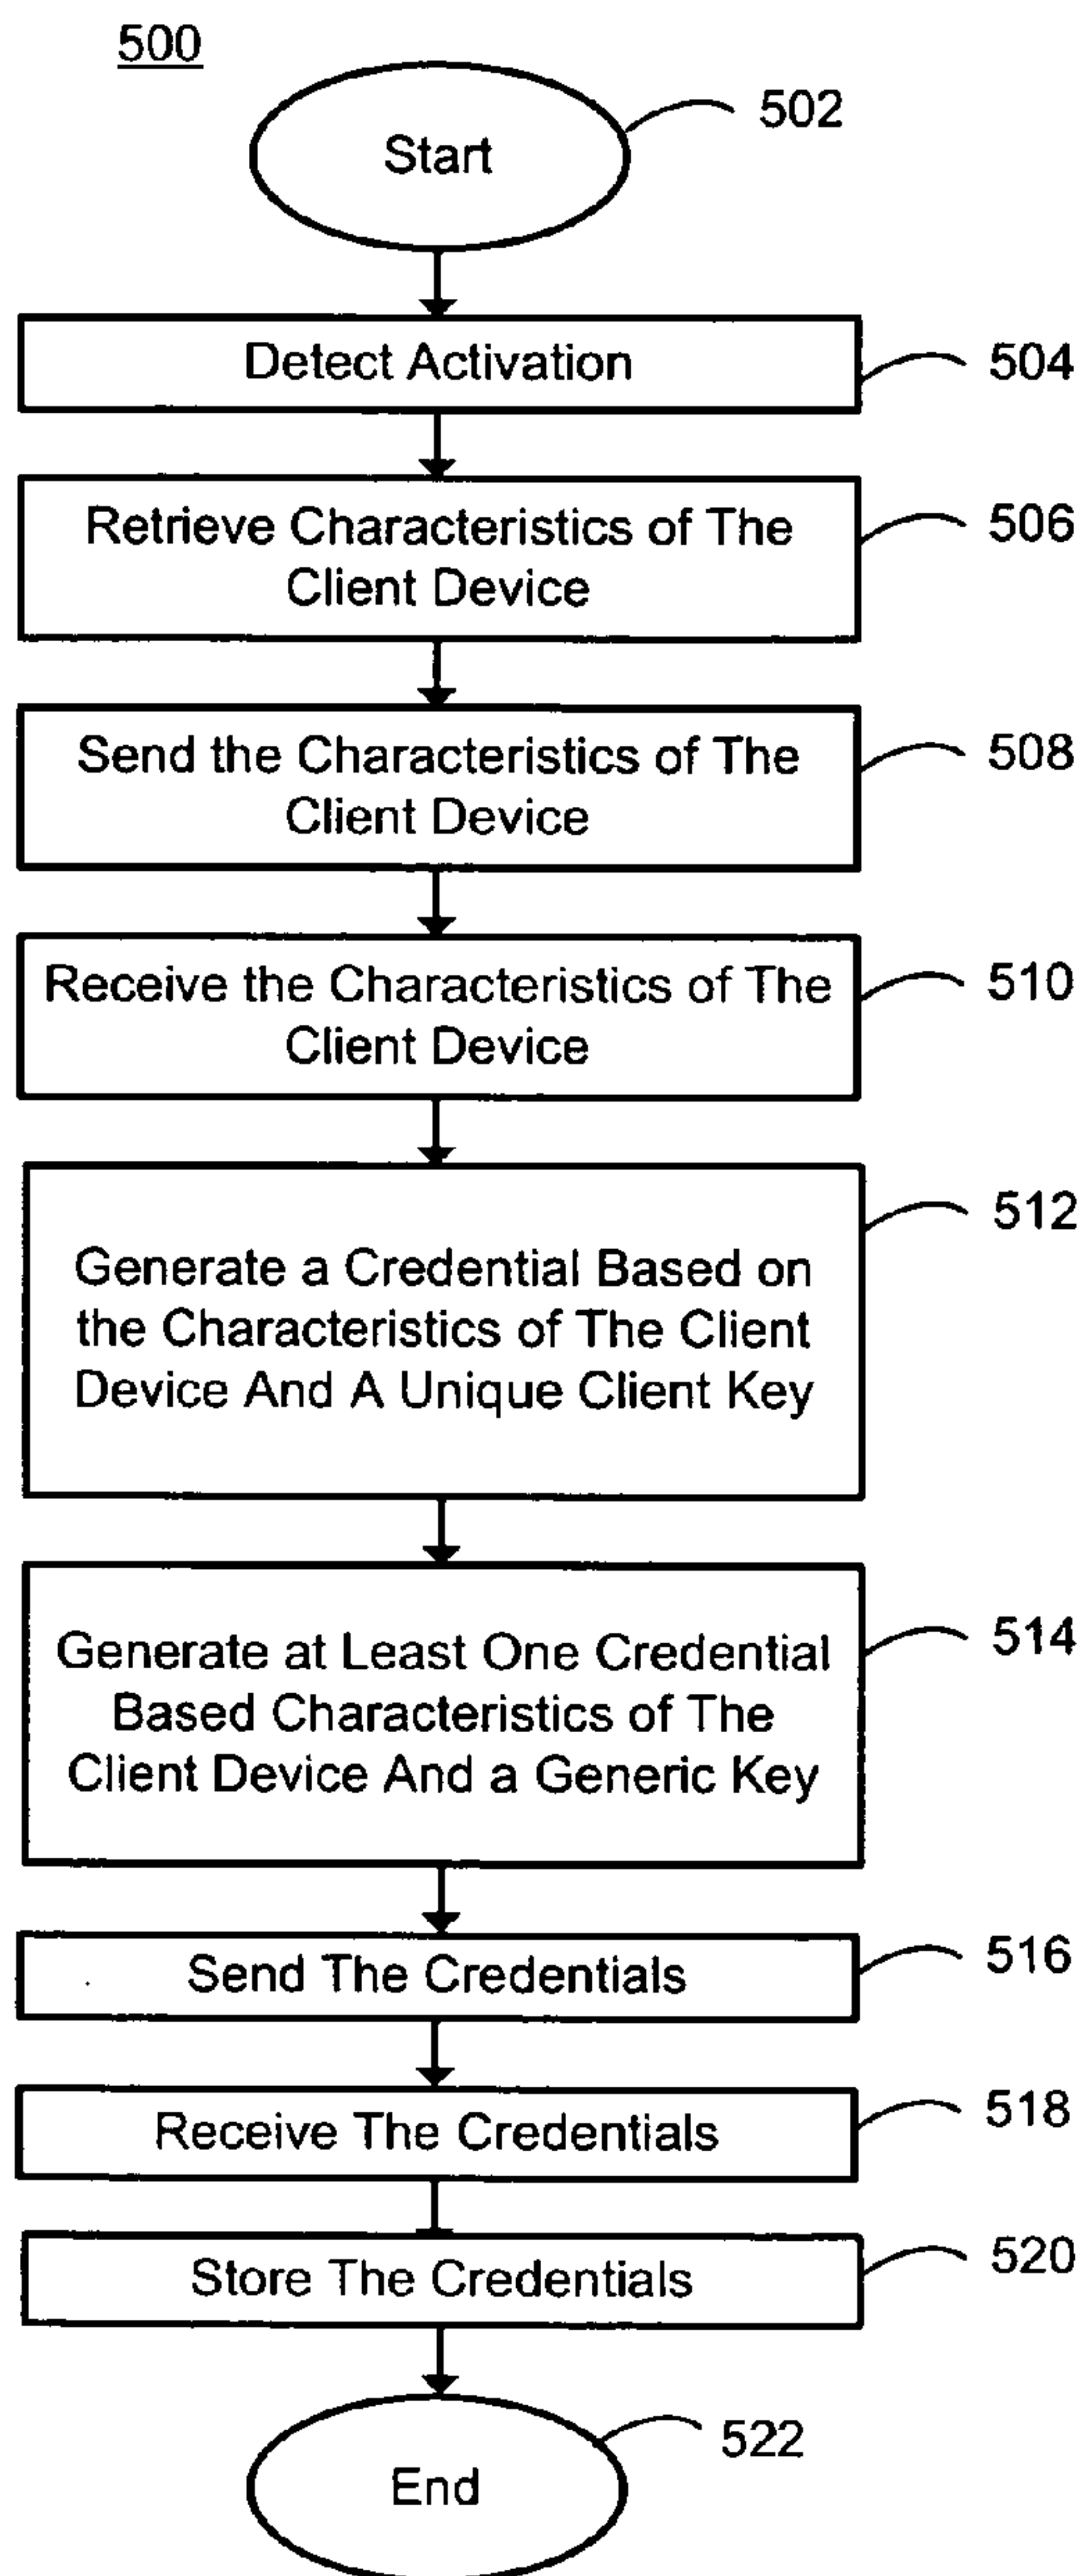 500
Start
502
Detect Activation
504
Retrieve Characteristics of The
Client Device
506
Send the Characteristics of The
Client Device
508
Receive the Characteristics of The
Client Device
510
Generate a Credential Based on
the Characteristics of The Client
Device And A Unique Client Key
512
Generate at Least One Credential
Based Characteristics of The
Client Device And a Generic Key
514
Send The Credentials
516
Receive The Credentials
518
Store The Credentials
520
End
522